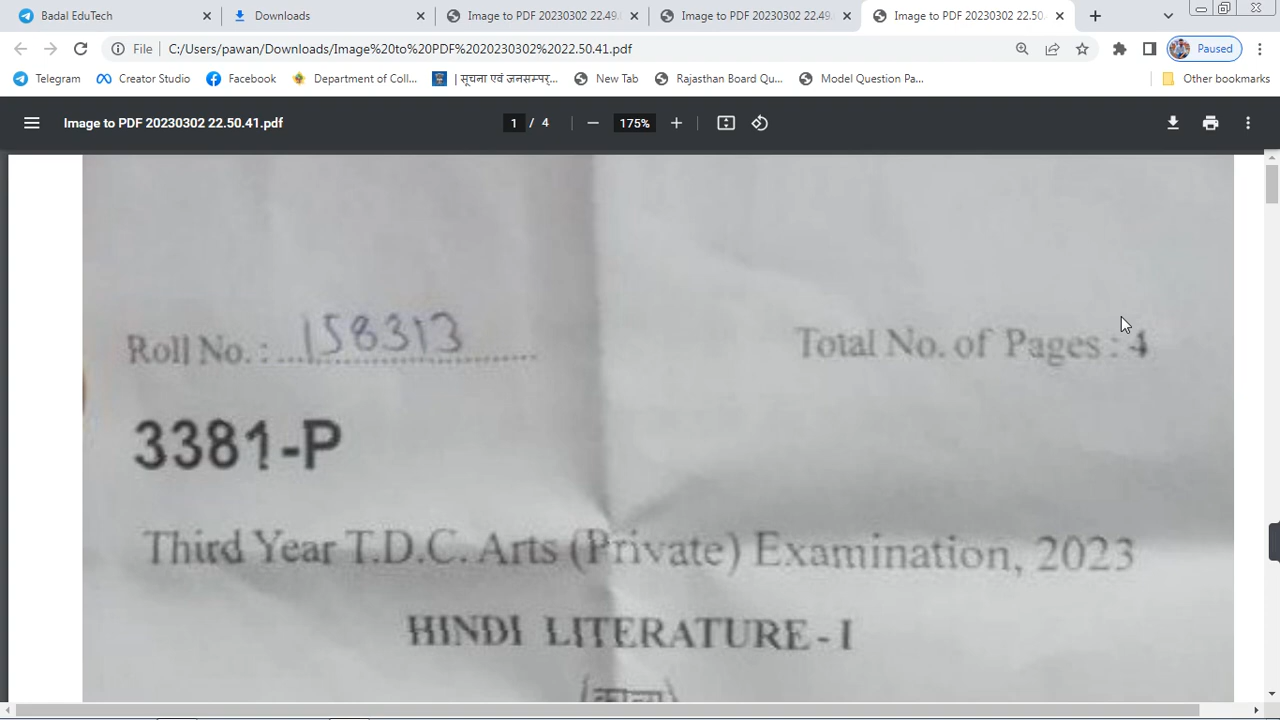 Badal EduTech
Downloads
Image to PDF 20230302 22.49.
Image to PDF 20230302 22.49.
Image to PDF 20230302 22.50.
File
C:/Users/pawan/Downloads/Image%20to%20PDF%2020230302%2022.50.41.pdf
Paused
Telegram
Creator Studio
Facebook
Department of Coll...
| सूचना एवं जनसम्पर्...
New Tab
Rajasthan Board Qu...
Model Question Pa...
Other bookmarks
Image to PDF 20230302 22.50.41.pdf
1 / 4
175%
Roll No. : 158313
Total No. of Pages : 4
3381-P
Third Year T.D.C. Arts (Private) Examination, 2023
HINDI LITERATURE - I